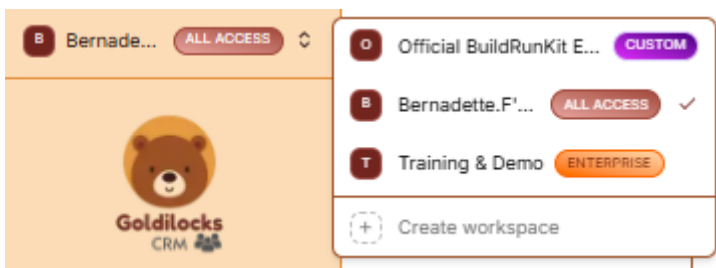 B Bernade... ALL ACCESS
O Official BuildRunKit E... CUSTOM
B Bernadette.F'... ALL ACCESS
T Training & Demo ENTERPRISE
+ Create workspace
Goldilocks
CRM